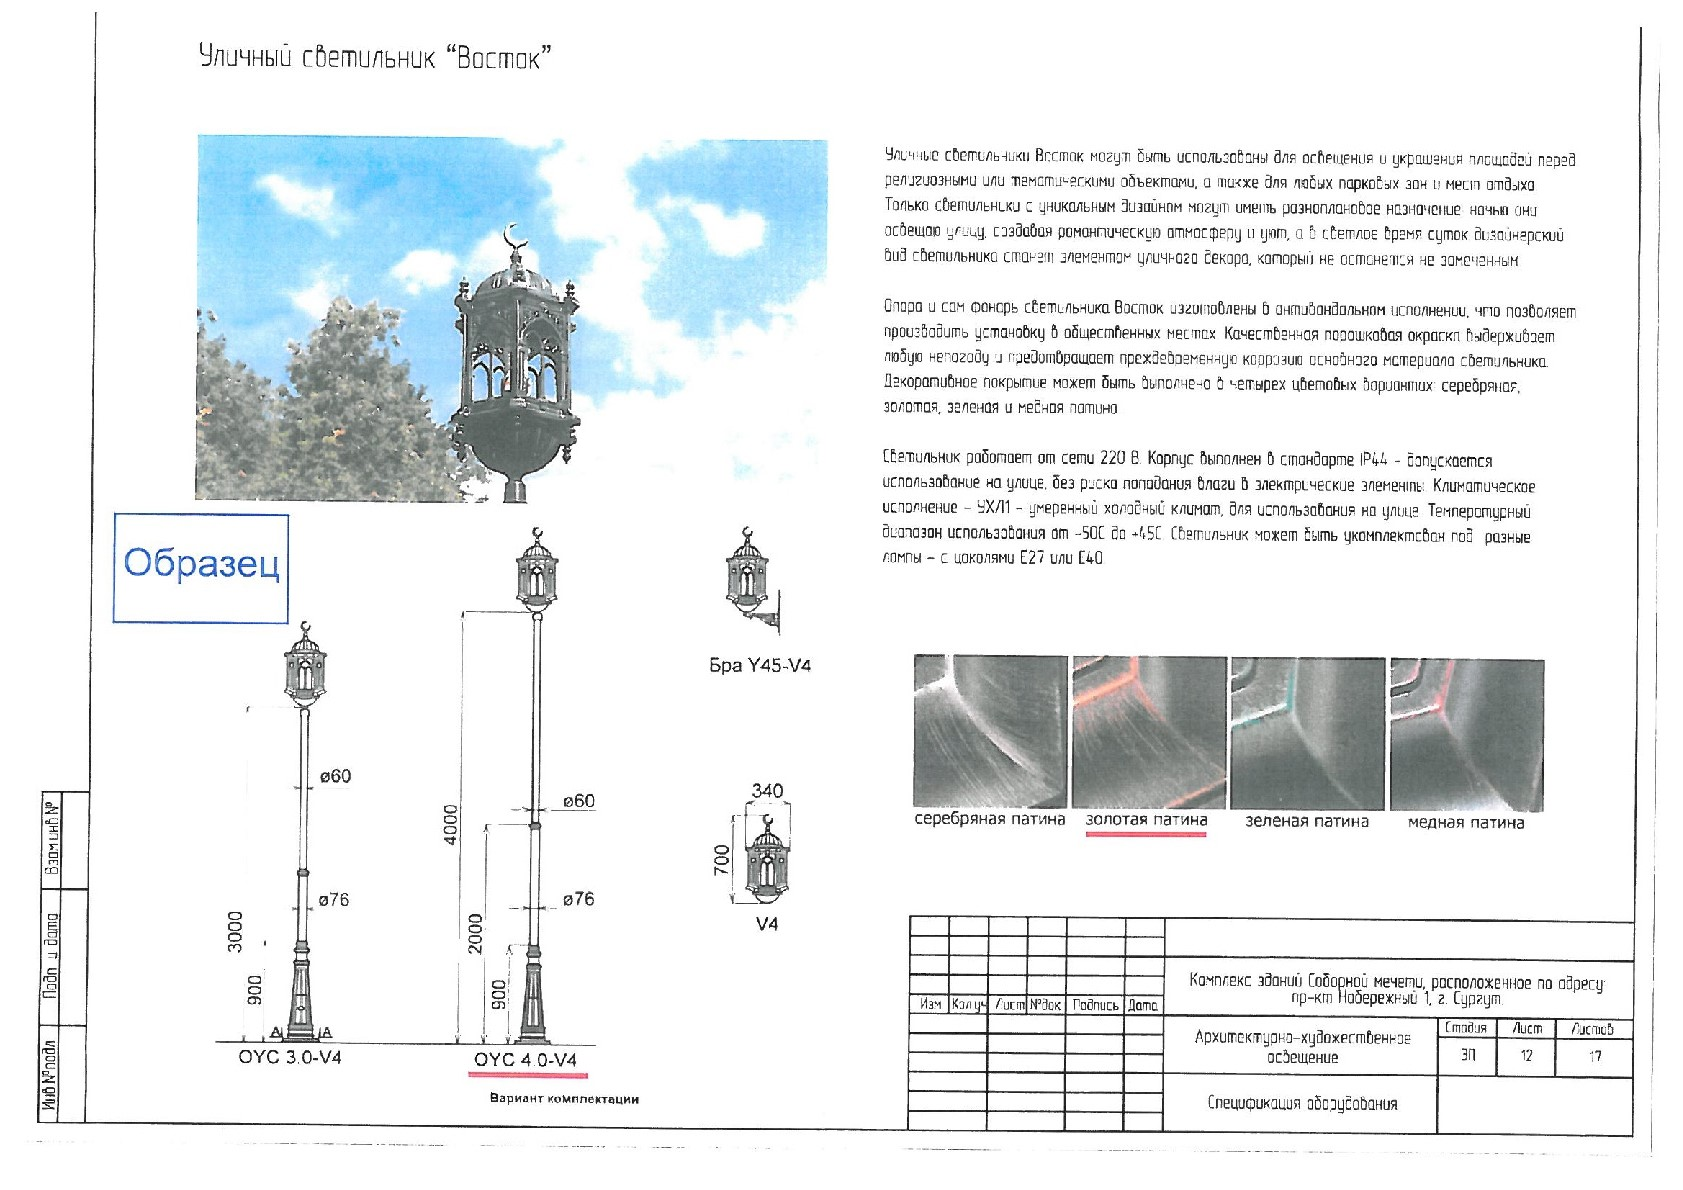 Уличный светильник “Восток”
Уличные светильники Восток могут быть использованы для освещения и украшения площадей перед
религиозными или тематическими объектами, а также для любых парковых зон и мест отдыха.
Только светильники с уникальным дизайном могут иметь разноплановое назначение: ночью они
освещаю улицу, создавая романтическую атмосферу и уют, а в светлое время суток дизайнерский
вид светильника станет элементом уличного декора, который не останется не замеченным.
Опора и сам фонарь светильника Восток изготовлены в антивандальном исполнении, что позволяет
производить установку в общественных местах. Качественная порошковая окраска выдерживает
любую непогоду и предотвращает преждевременную коррозию основного материала светильника.
Декоративное покрытие может быть выполнено в четырех цветовых вариантах: серебряная,
золотая, зеленая и медная патина.
Светильник работает от сети 220 В. Корпус выполнен в стандарте IP44 - допускается
использование на улице, без риска попадания влаги в электрические элементы. Климатическое
исполнение - УХЛ1 - умеренный холодный климат, для использования на улице. Температурный
диапазон использования от -50С до +45С. Светильник может быть укомплектован под разные
лампы - с цоколями Е27 или Е40.
Образец
Бра Y45-V4
ø60
ø76
3000
900
A
A
OYC 3.0-V4
4000
2000
900
ø60
ø76
OYC 4.0-V4
Вариант комплектации
340
700
V4
серебряная патина
золотая патина
зеленая патина
медная патина
Взам.инв.№
Подп. и дата
Инв.№подл.
Изм. Кол.уч Лист №док. Подпись Дата
Комплекс зданий Соборной мечети, расположенное по адресу:
пр-кт Набережный 1, г. Сургут
Архитектурно-художественное
освещение
Стадия Лист Листов
ЭП 12 17
Спецификация оборудования